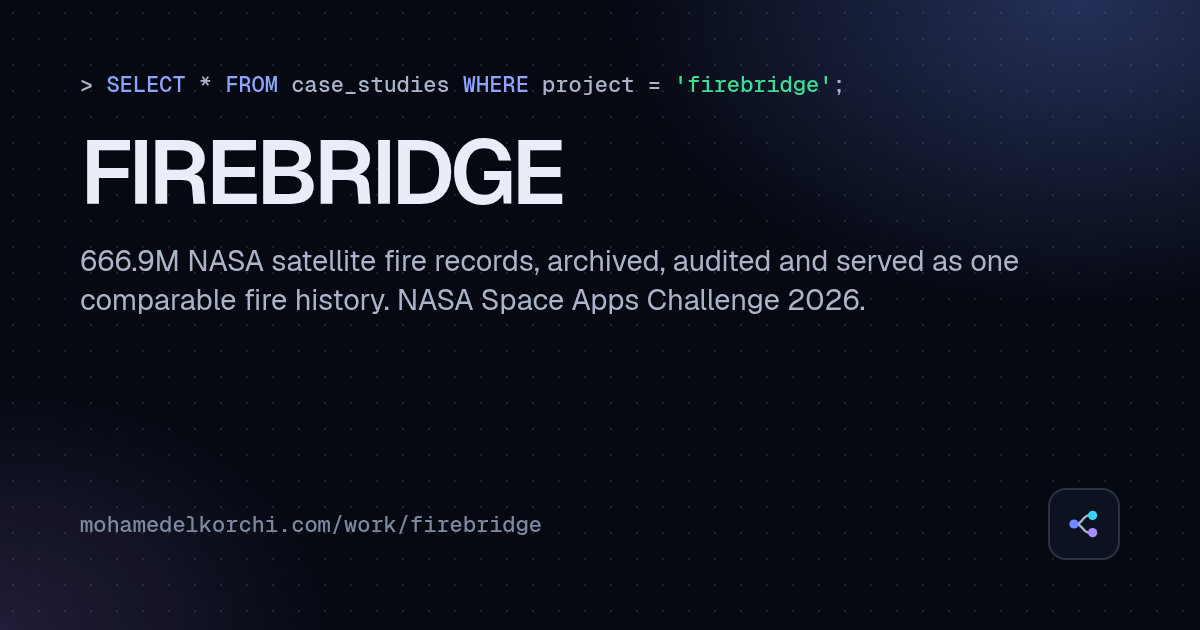 > SELECT * FROM case_studies WHERE project = 'firebridge';
FIREBRIDGE
666.9M NASA satellite fire records, archived, audited and served as one
comparable fire history. NASA Space Apps Challenge 2026.
mohamedelkorchi.com/work/firebridge